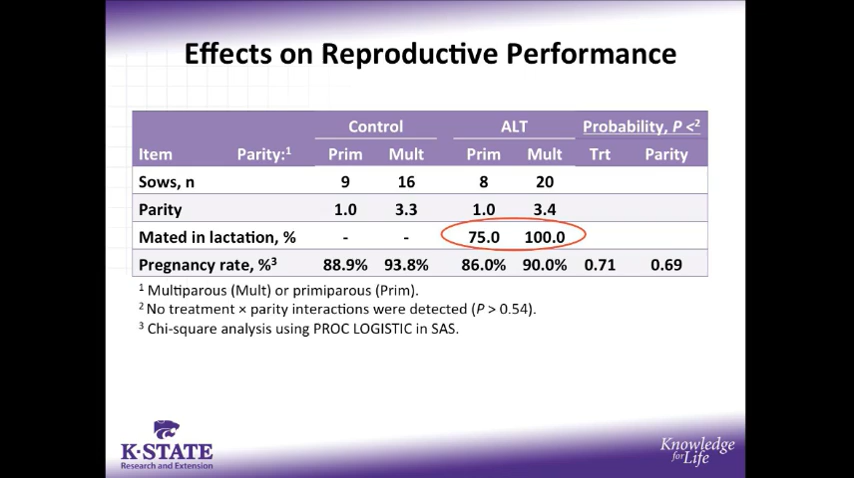 Effects on Reproductive Performance
Control ALT Probability, P <2
Item Parity:1 Prim Mult Prim Mult Trt Parity
Sows, n 9 16 8 20
Parity 1.0 3.3 1.0 3.4
Mated in lactation, % - - 75.0 100.0
Pregnancy rate, %3 88.9% 93.8% 86.0% 90.0% 0.71 0.69
1 Multiparous (Mult) or primiparous (Prim).
2 No treatment × parity interactions were detected (P > 0.54).
3 Chi-square analysis using PROC LOGISTIC in SAS.
K-STATE
Research and Extension
Knowledge
for Life